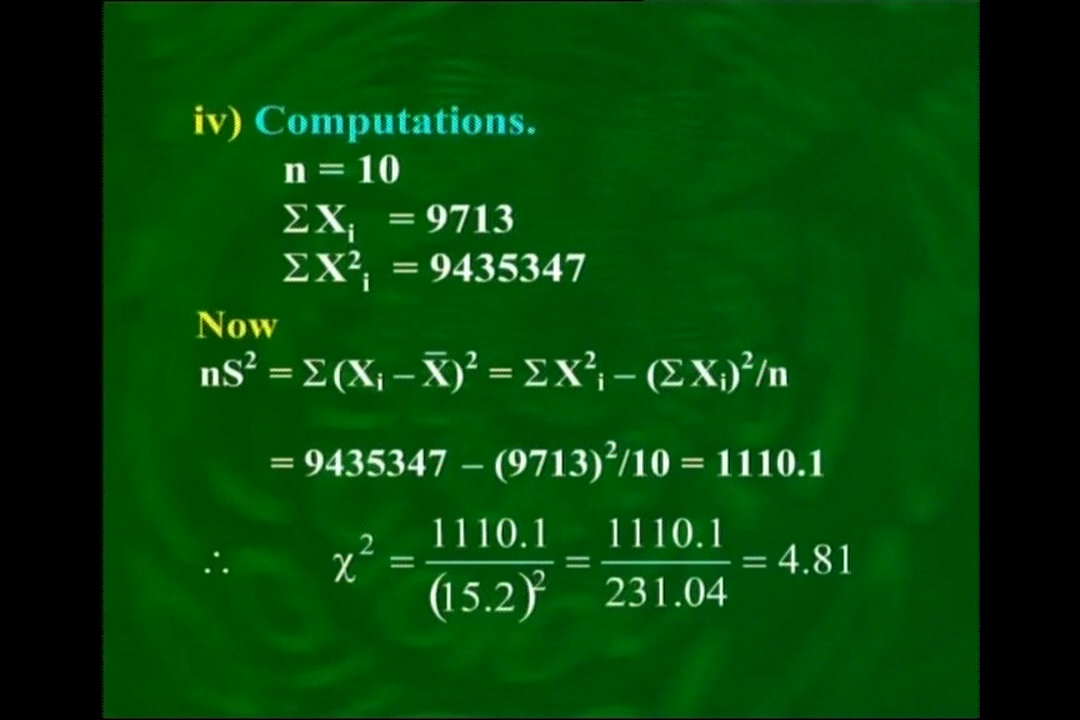 iv) Computations.
n = 10
ΣXᵢ = 9713
ΣX²ᵢ = 9435347
Now
nS² = Σ(Xᵢ – X̄)² = ΣX²ᵢ – (ΣXᵢ)²/n
= 9435347 – (9713)²/10 = 1110.1
∴ χ² = 1110.1/(15.2)² = 1110.1/231.04 = 4.81